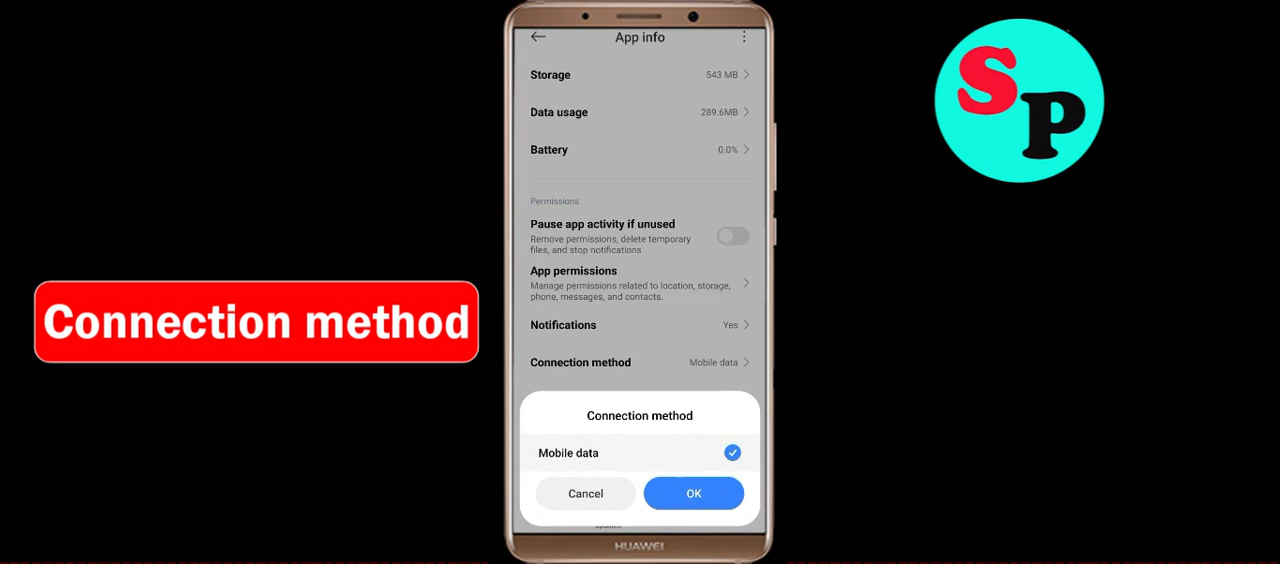 App info
Storage 543 MB
Data usage 289.6MB
Battery 0.0%
Permissions
Pause app activity if unused
Remove permissions, delete temporary
files, and stop notifications
App permissions
Manage permissions related to location, storage,
phone, messages, and contacts.
Notifications Yes
Connection method Mobile data
Connection method
Mobile data
Cancel OK
HUAWEI
Connection method
SP